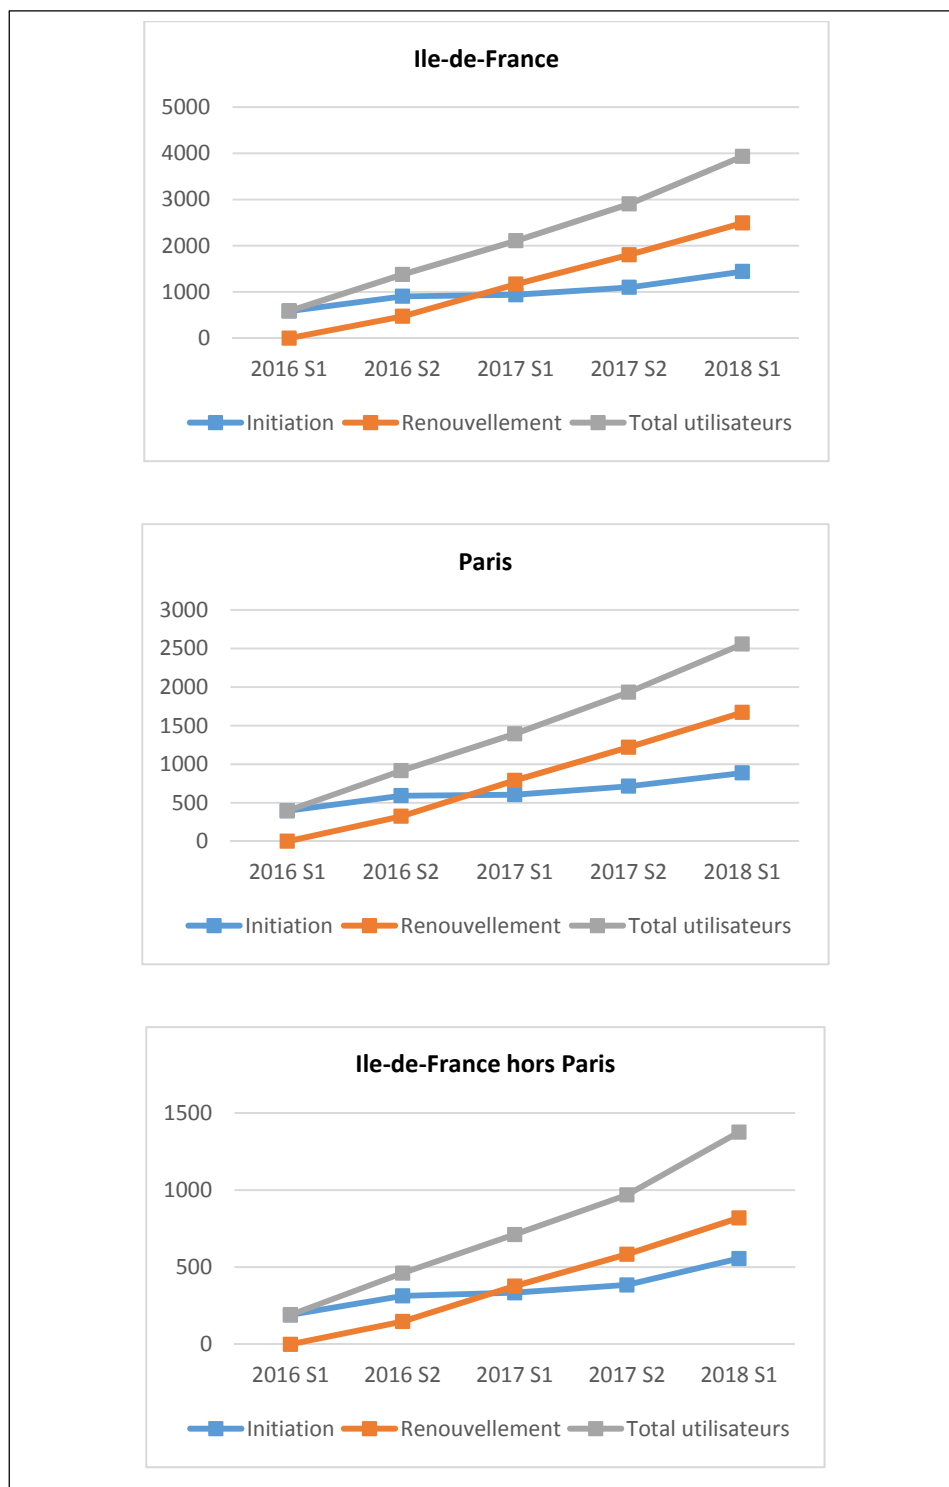 Ile-de-France
5000
4000
3000
2000
1000
0
2016 S1 2016 S2 2017 S1 2017 S2 2018 S1
Initiation Renouvellement Total utilisateurs
Paris
3000
2500
2000
1500
1000
500
0
2016 S1 2016 S2 2017 S1 2017 S2 2018 S1
Initiation Renouvellement Total utilisateurs
Ile-de-France hors Paris
1500
1000
500
0
2016 S1 2016 S2 2017 S1 2017 S2 2018 S1
Initiation Renouvellement Total utilisateurs